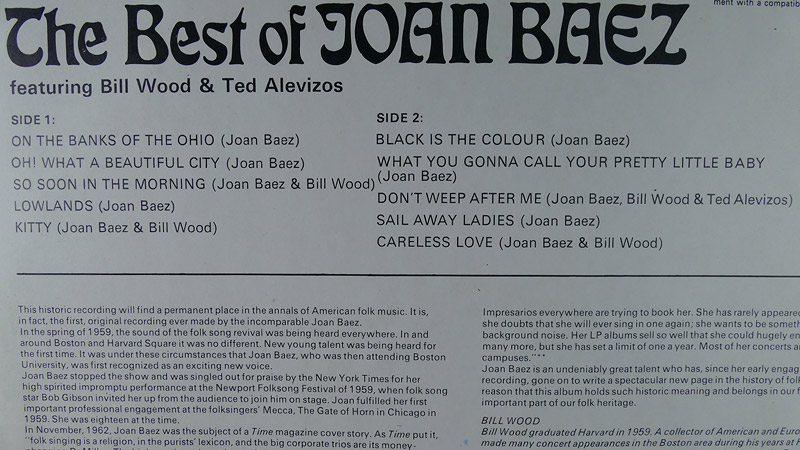 ment with a compatib
The Best of JOAN BAEZ
featuring Bill Wood & Ted Alevizos
SIDE 1:
ON THE BANKS OF THE OHIO (Joan Baez)
OH! WHAT A BEAUTIFUL CITY (Joan Baez)
SO SOON IN THE MORNING (Joan Baez & Bill Wood)
LOWLANDS (Joan Baez)
KITTY (Joan Baez & Bill Wood)
SIDE 2:
BLACK IS THE COLOUR (Joan Baez)
WHAT YOU GONNA CALL YOUR PRETTY LITTLE BABY
(Joan Baez)
DON'T WEEP AFTER ME (Joan Baez, Bill Wood & Ted Alevizos)
SAIL AWAY LADIES (Joan Baez)
CARELESS LOVE (Joan Baez & Bill Wood)
This historic recording will find a permanent place in the annals of American folk music. It is,
in fact, the first, original recording ever made by the incomparable Joan Baez.
In the spring of 1959, the sound of the folk song revival was being heard everywhere. In and
around Boston and Harvard Square it was no different. New young talent was being heard for
the first time. It was under these circumstances that Joan Baez, who was then attending Boston
University, was first recognized as an exciting new voice.
Joan Baez stopped the show and was singled out for praise by the New York Times for her
high spirited impromptu performance at the Newport Folksong Festival of 1959, when folk song
star Bob Gibson invited her up from the audience to join him on stage. Joan fulfilled her first
important professional engagement at the folksingers' Mecca, The Gate of Horn in Chicago in
1959. She was eighteen at the time.
In November, 1962, Joan Baez was the subject of a Time magazine cover story. As Time put it,
"folk singing is a religion, in the purists' lexicon, and the big corporate trios are its money-
Impresarios everywhere are trying to book her. She has rarely appeared
she doubts that she will ever sing in one again; she wants to be someth
background noise. Her LP albums sell so well that she could hugely en
many more, but she has set a limit of one a year. Most of her concerts a
campuses."**
Joan Baez is an undeniably great talent who has, since her early engag
recording, gone on to write a spectacular new page in the history of folk
reason that this album holds such historic meaning and belongs in our f
important part of our folk heritage.
BILL WOOD
Bill Wood graduated Harvard in 1959. A collector of American and Euro
made many concert appearances in the Boston area during his years at H